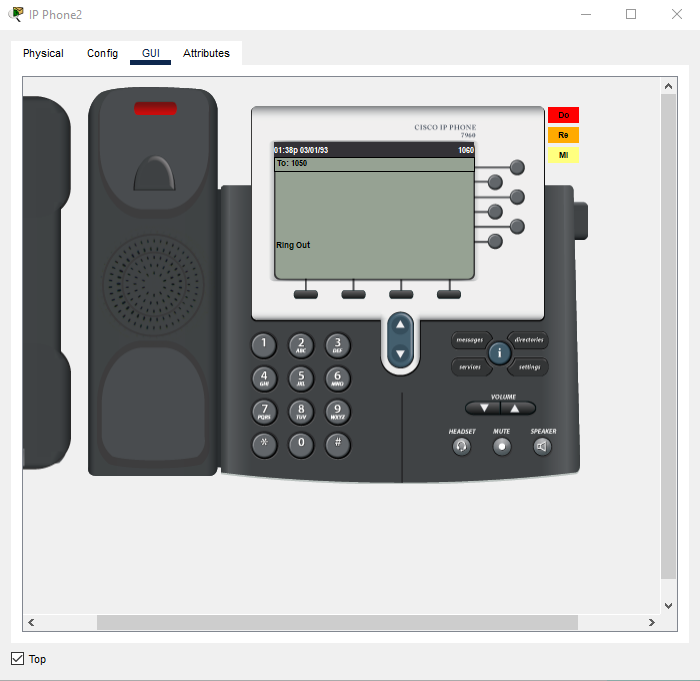 IP Phone2
Physical Config GUI Attributes
CISCO IP PHONE
7960
01:38p 03/01/93 1060
To: 1050
Ring Out
Do
Re
MI
1 2 ABC 3 DEF
4 GHI 5 JKL 6 MNO
7 PQRS 8 TUV 9 WXYZ
* 0 #
messages directories
i
services settings
VOLUME
HEADSET MUTE SPEAKER
Top